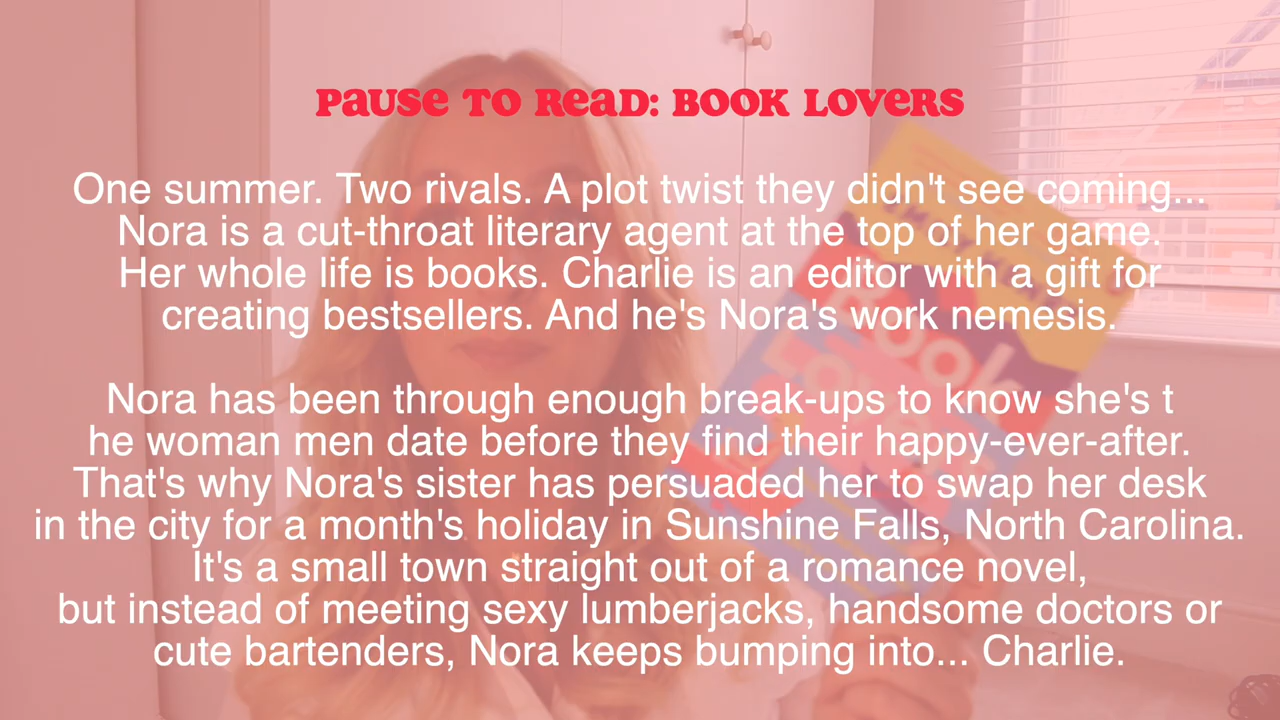 PAUSE TO READ: BOOK LOVERS
One summer. Two rivals. A plot twist they didn't see coming...
Nora is a cut-throat literary agent at the top of her game.
Her whole life is books. Charlie is an editor with a gift for
creating bestsellers. And he's Nora's work nemesis.
Nora has been through enough break-ups to know she's t
he woman men date before they find their happy-ever-after.
That's why Nora's sister has persuaded her to swap her desk
in the city for a month's holiday in Sunshine Falls, North Carolina.
It's a small town straight out of a romance novel,
but instead of meeting sexy lumberjacks, handsome doctors or
cute bartenders, Nora keeps bumping into... Charlie.
Book
Lovers